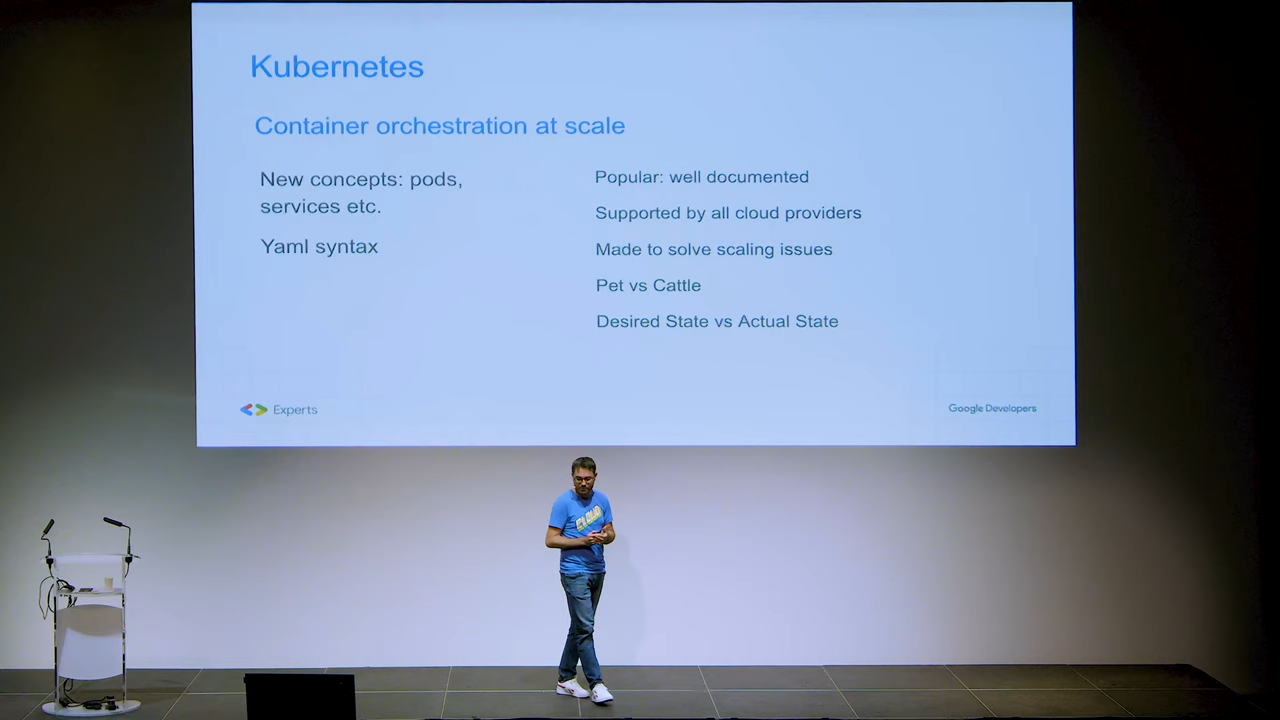 Kubernetes
Container orchestration at scale
New concepts: pods,
services etc.
Yaml syntax
Popular: well documented
Supported by all cloud providers
Made to solve scaling issues
Pet vs Cattle
Desired State vs Actual State
Experts
Google Developers
CLOUD